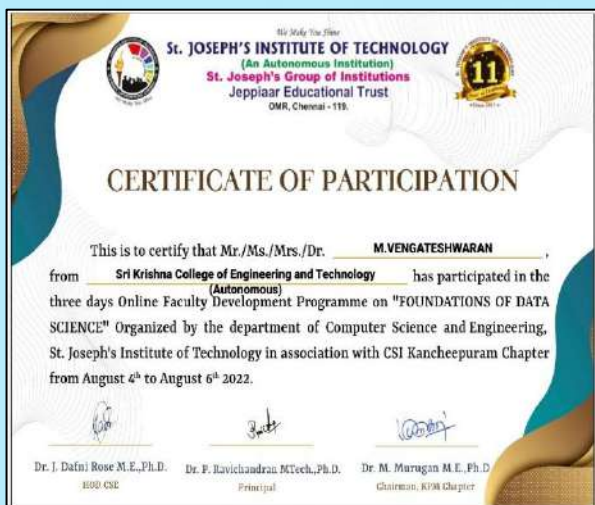 We Make You Shine
St. JOSEPH'S INSTITUTE OF TECHNOLOGY
(An Autonomous Institution)
St. Joseph's Group of Institutions
Jeppiaar Educational Trust
OMR, Chennai - 119.
11
CERTIFICATE OF PARTICIPATION
This is to certify that Mr./Ms./Mrs./Dr. M.VENGATESHWARAN ,
from Sri Krishna College of Engineering and Technology has participated in the
(Autonomous)
three days Online Faculty Development Programme on "FOUNDATIONS OF DATA
SCIENCE" Organized by the department of Computer Science and Engineering,
St. Joseph's Institute of Technology in association with CSI Kancheepuram Chapter
from August 4th to August 6th 2022.
Dr. J. Dafni Rose M.E.,Ph.D. Dr. P. Ravichandran MTech.,Ph.D. Dr. M. Murugan M.E.,Ph.D
HOD CSE Principal Chairman, KPM Chapter